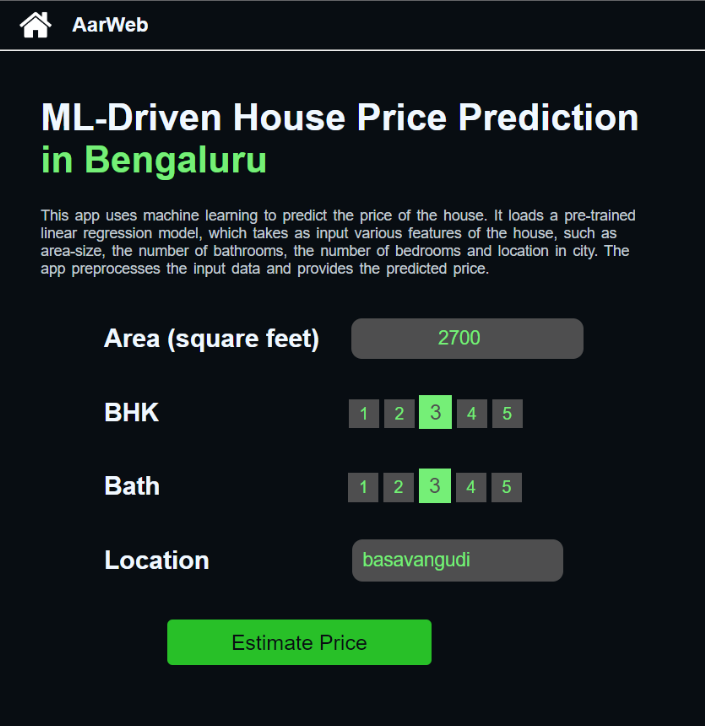 AarWeb
ML-Driven House Price Prediction
in Bengaluru
This app uses machine learning to predict the price of the house. It loads a pre-trained
linear regression model, which takes as input various features of the house, such as
area-size, the number of bathrooms, the number of bedrooms and location in city. The
app preprocesses the input data and provides the predicted price.
Area (square feet) 2700
BHK 1 2 3 4 5
Bath 1 2 3 4 5
Location basavangudi
Estimate Price